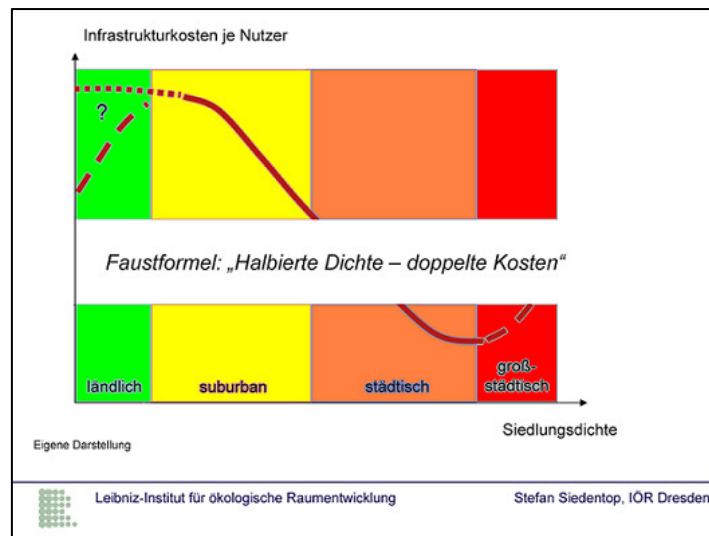 Infrastrukturkosten je Nutzer
?
Faustformel: „Halbierte Dichte – doppelte Kosten“
ländlich
suburban
städtisch
groß-
städtisch
Siedlungsdichte
Eigene Darstellung
Leibniz-Institut für ökologische Raumentwicklung
Stefan Siedentop, IÖR Dresden